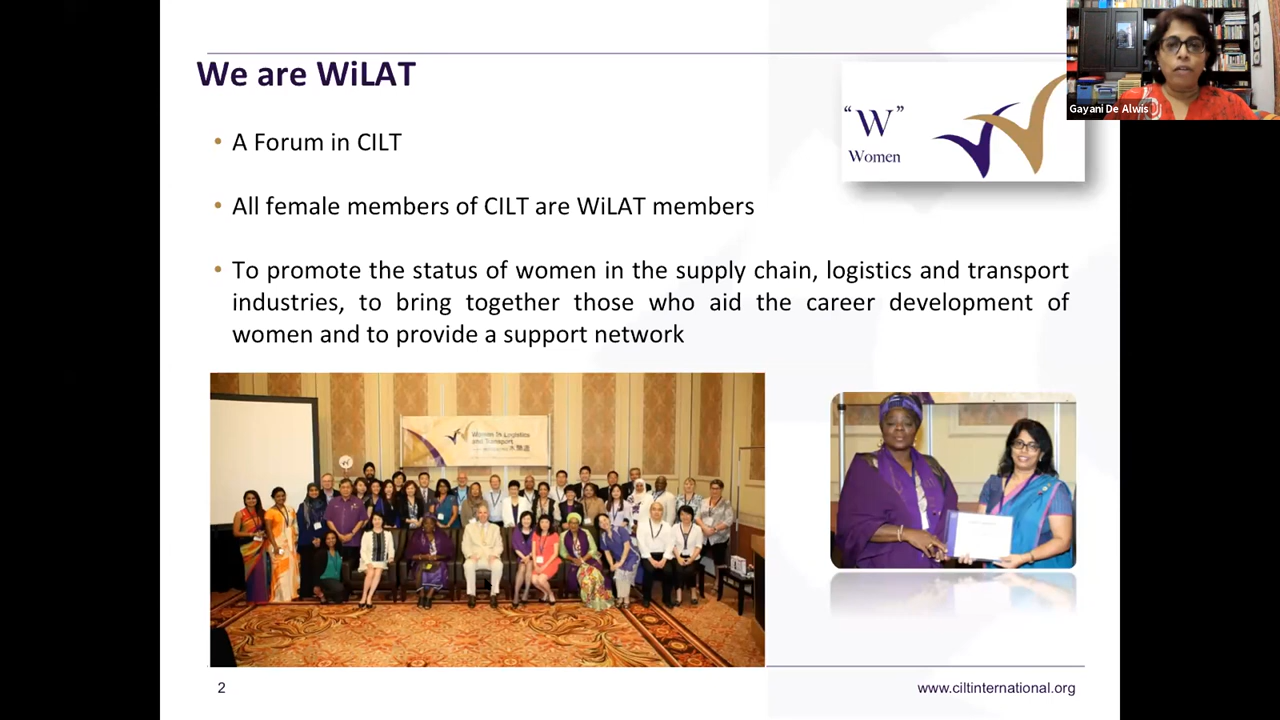 We are WiLAT
“W”
Women
Gayani De Alwis
• A Forum in CILT
• All female members of CILT are WiLAT members
• To promote the status of women in the supply chain, logistics and transport
industries, to bring together those who aid the career development of
women and to provide a support network
Women in Logistics
and Transport
2
www.ciltinternational.org